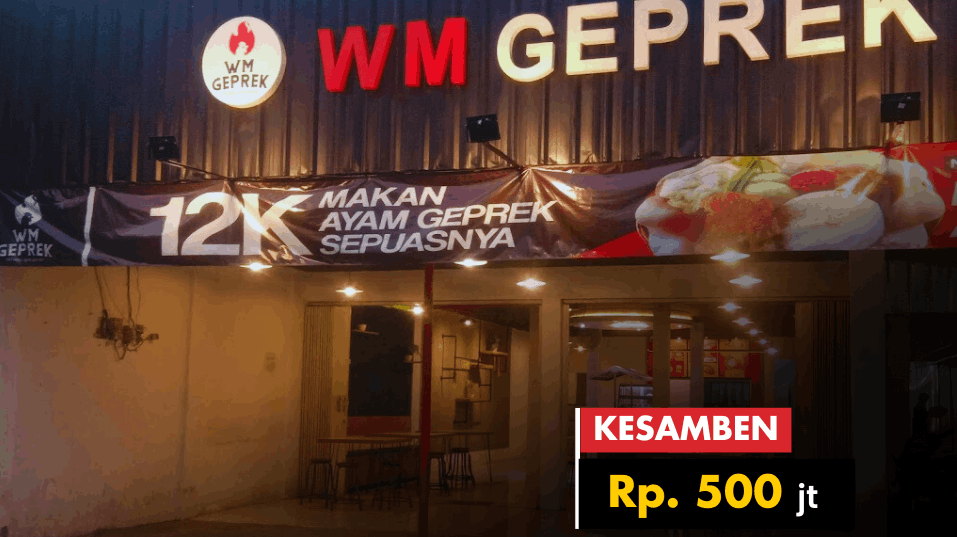 WM
GEPREK
WM GEPREK
WM
GEPREK
12K
MAKAN
AYAM GEPREK
SEPUASNYA
KESAMBEN
Rp. 500 jt